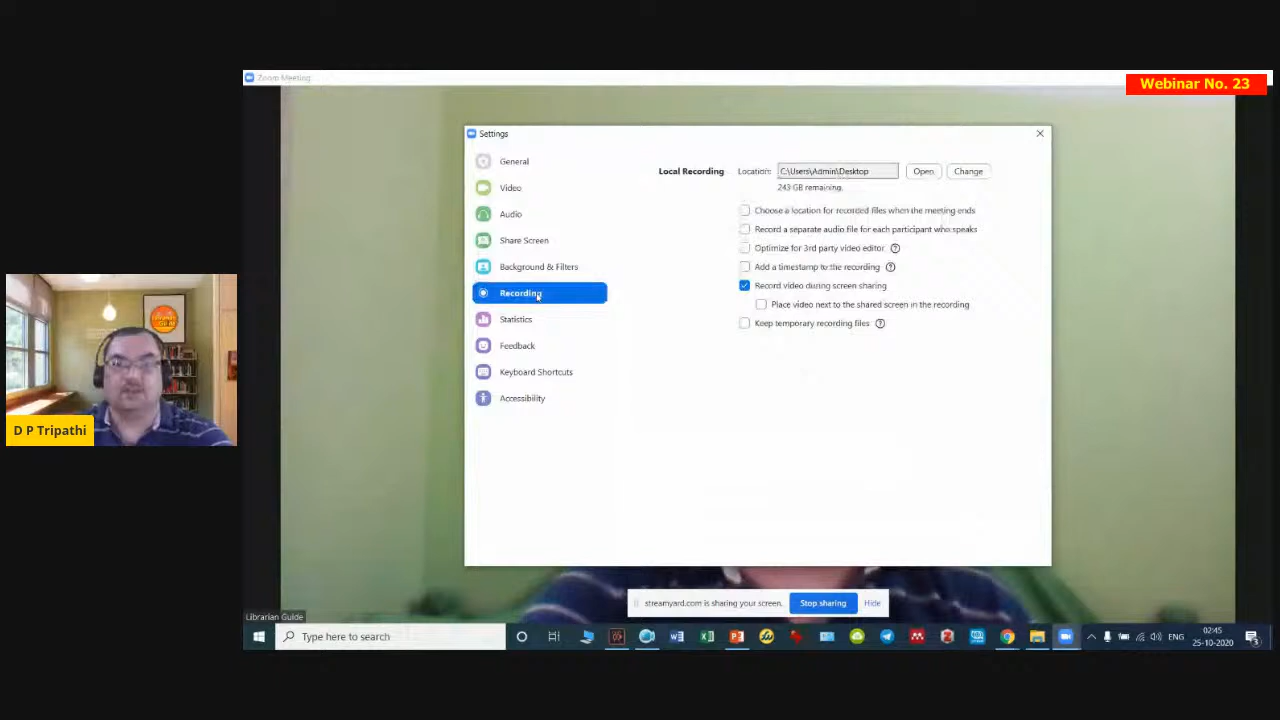 Zoom Meeting
Webinar No. 23
Settings
General
Video
Audio
Share Screen
Background & Filters
Recording
Statistics
Feedback
Keyboard Shortcuts
Accessibility
Local Recording Location: C:\Users\Admin\Desktop Open Change
243 GB remaining.
Choose a location for recorded files when the meeting ends
Record a separate audio file for each participant who speaks
Optimize for 3rd party video editor ?
Add a timestamp to the recording ?
Record video during screen sharing
Place video next to the shared screen in the recording
Keep temporary recording files ?
D P Tripathi
streamyard.com is sharing your screen. Stop sharing Hide
Librarian Guide
Type here to search
ENG
02:45
25-10-2020